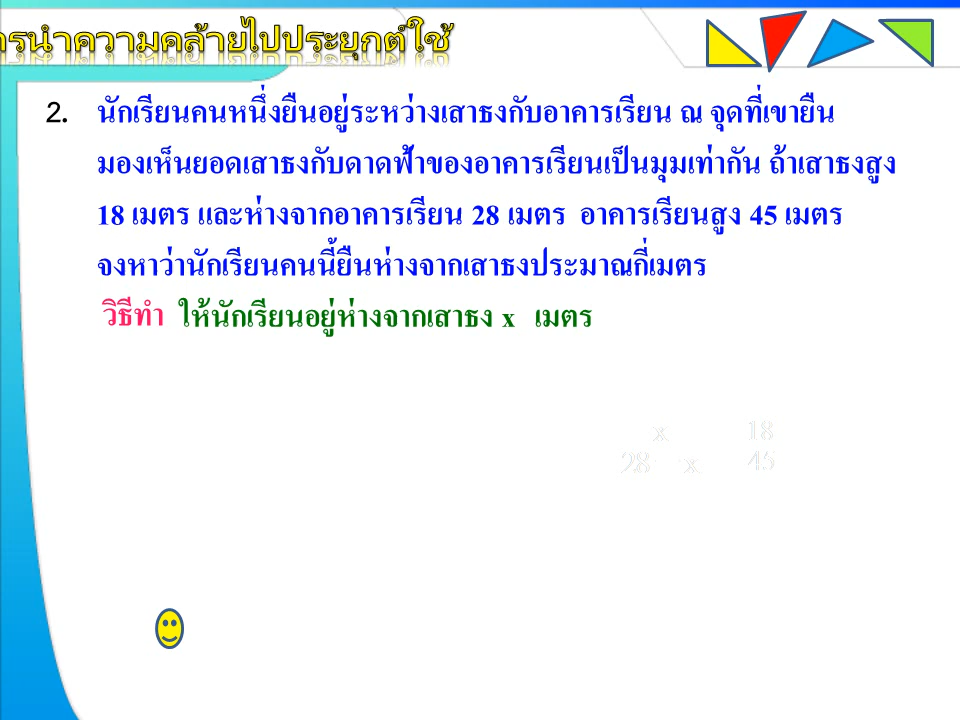 การนำความคล้ายไปประยุกต์ใช้
2. นักเรียนคนหนึ่งยืนอยู่ระหว่างเสาธงกับอาคารเรียน ณ จุดที่เขายืน
มองเห็นยอดเสาธงกับดาดฟ้าของอาคารเรียนเป็นมุมเท่ากัน ถ้าเสาธงสูง
18 เมตร และห่างจากอาคารเรียน 28 เมตร อาคารเรียนสูง 45 เมตร
จงหาว่านักเรียนคนนี้ยืนห่างจากเสาธงประมาณกี่เมตร
วิธีทำ ให้นักเรียนอยู่ห่างจากเสาธง x เมตร
x 18
28 – x 45